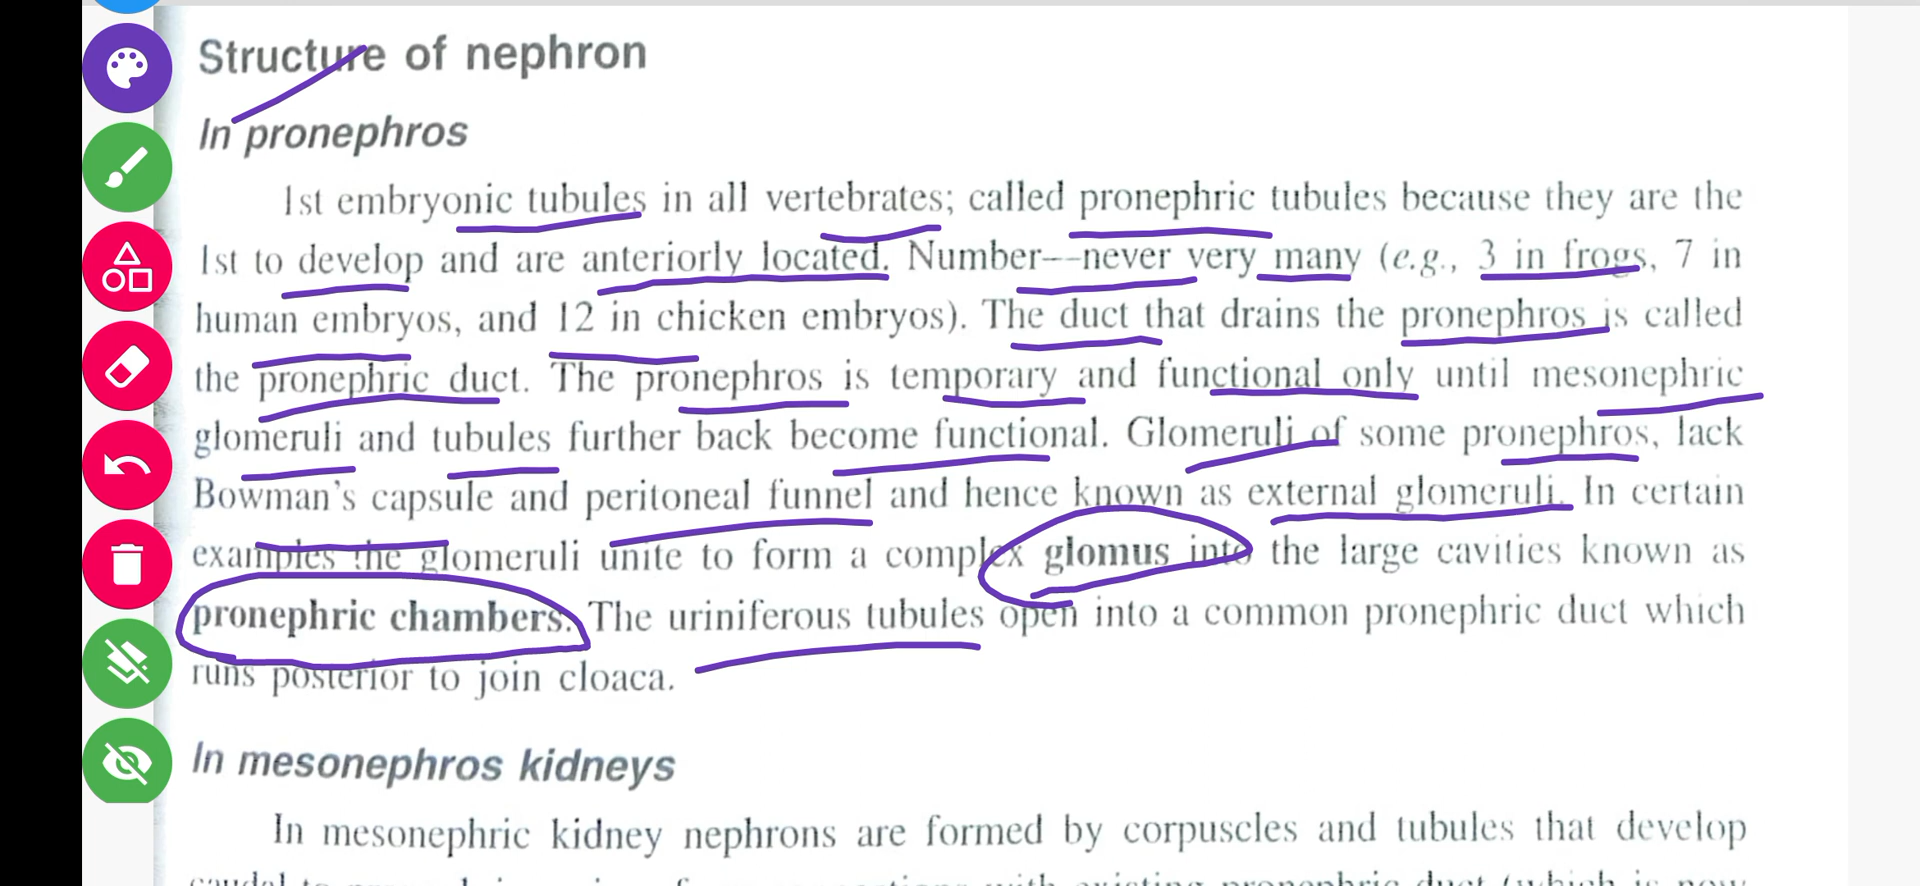 Structure of nephron
In pronephros
1st embryonic tubules in all vertebrates; called pronephric tubules because they are the
1st to develop and are anteriorly located. Number—never very many (e.g., 3 in frogs, 7 in
human embryos, and 12 in chicken embryos). The duct that drains the pronephros is called
the pronephric duct. The pronephros is temporary and functional only until mesonephric
glomeruli and tubules further back become functional. Glomeruli of some pronephros, lack
Bowman's capsule and peritoneal funnel and hence known as external glomeruli. In certain
examples the glomeruli unite to form a complex glomus into the large cavities known as
pronephric chambers. The uriniferous tubules open into a common pronephric duct which
runs posterior to join cloaca.
In mesonephros kidneys
In mesonephric kidney nephrons are formed by corpuscles and tubules that develop